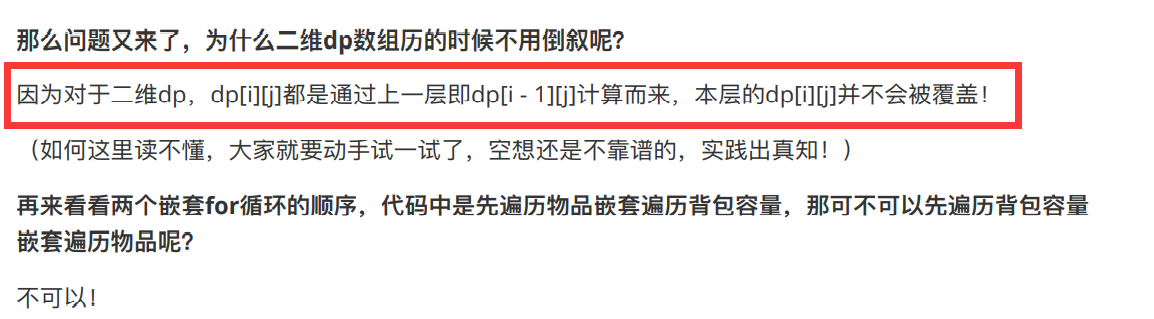 那么问题又来了，为什么二维dp数组历的时候不用倒叙呢？
因为对于二维dp，dp[i][j]都是通过上一层即dp[i - 1][j]计算而来，本层的dp[i][j]并不会被覆盖！
（如何这里读不懂，大家就要动手试一试了，空想还是不靠谱的，实践出真知！）
再来看看两个嵌套for循环的顺序，代码中是先遍历物品嵌套遍历背包容量，那可不可以先遍历背包容量
嵌套遍历物品呢？
不可以！